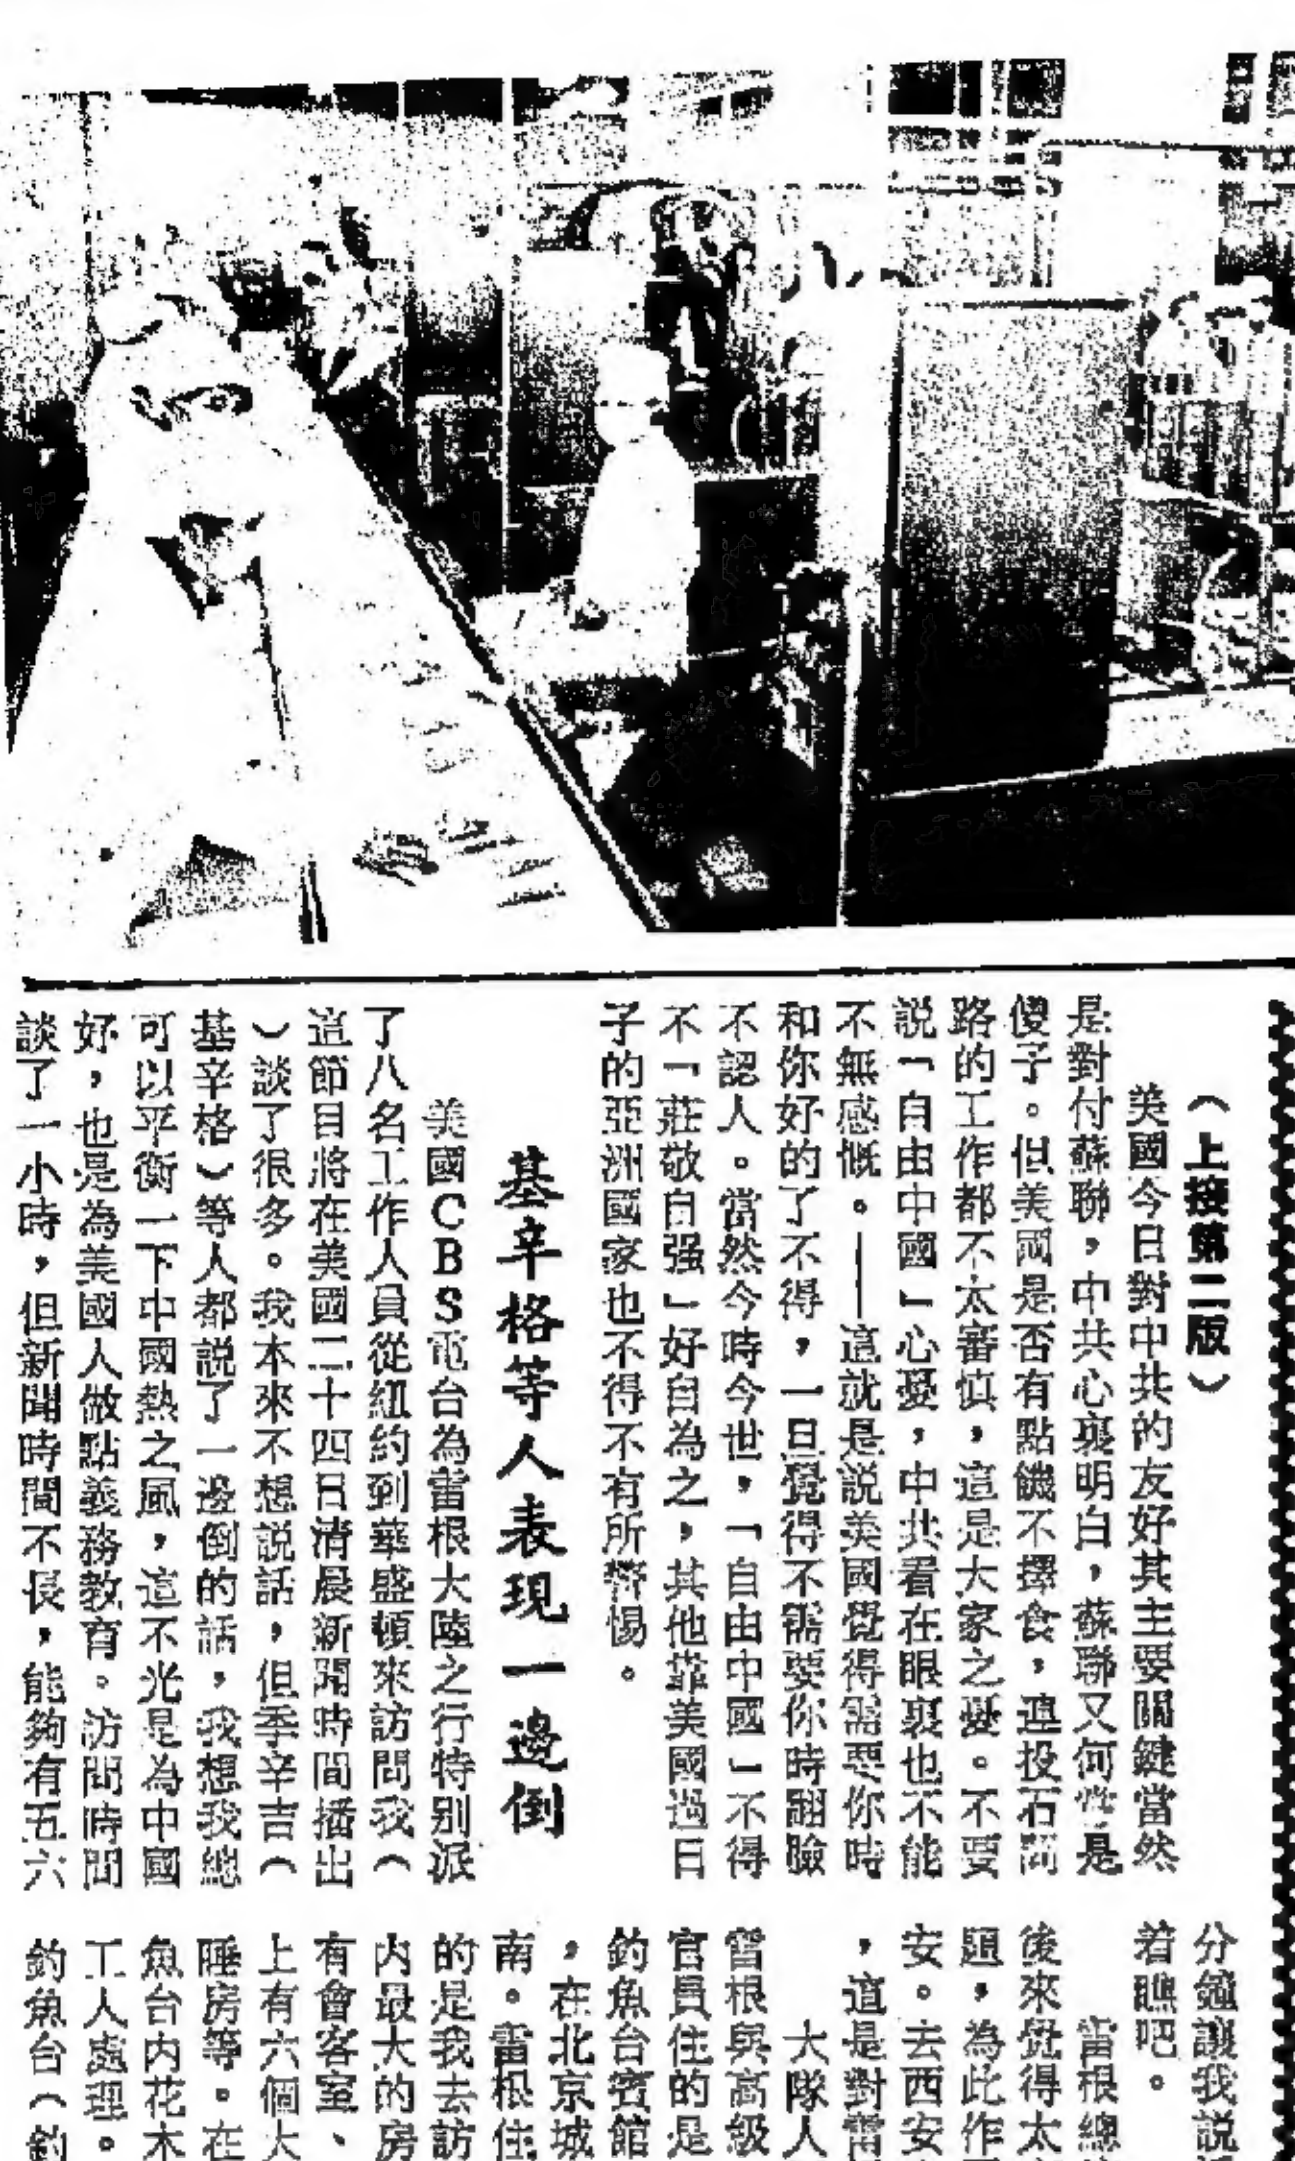 （上接第二版）
美國今日對中共的友好其主要關鍵當然
是對付蘇聯，中共心裏明白，蘇聯又何嘗是
傻子。但美國是否有點饑不擇食，連投石問
路的工作都不太審慎，這是大家之憂。不要
説「自由中國」心憂，中共看在眼裏也不能
不無感慨。——這就是説美國覺得需要你時
和你好的了不得，一旦覺得不需要你時翻臉
不認人。當然今時今世，「自由中國」不得
不「莊敬自强」好自為之，其他靠美國過日
子的亞洲國家也不得不有所警惕。
基辛格等人表現一邊倒
美國CBS電台為雷根大陸之行特別派
了八名工作人員從紐約到華盛頓來訪問我（
這節目將在美國二十四日清晨新聞時間播出
）談了很多。我本來不想説話，但季辛吉（
基辛格）等人都説了一邊倒的話，我想我總
可以平衡一下中國熱之風，這不光是為中國
好，也是為美國人做點義務教育。訪問時間
談了一小時，但新聞時間不長，能夠有五六
分鐘讓我説
着瞧吧。
雷根總
後來覺得太
題，為此作
安。去西安
，這是對雷
大隊人
雷根與高級
官員住的是
釣魚台賓館
，在北京城
南。雷根住
的是我去訪
内最大的房
有會客室、
上有六個大
睡房等。在
魚台内花木
工人處理。
釣魚台（釣